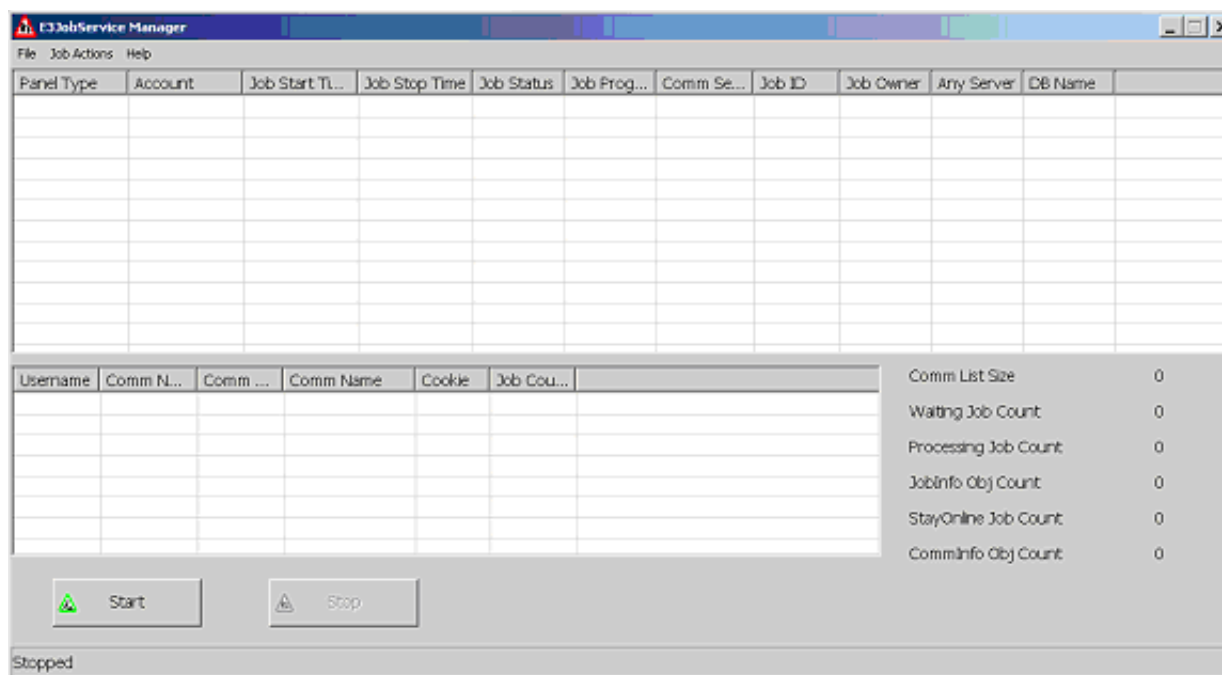 E3JobService Manager
File Job Actions Help
Panel Type Account Job Start Ti... Job Stop Time Job Status Job Prog... Comm Se... Job ID Job Owner Any Server DB Name
Username Comm N... Comm ... Comm Name Cookie Job Cou...
Comm List Size 0
Waiting Job Count 0
Processing Job Count 0
JobInfo Obj Count 0
StayOnline Job Count 0
CommInfo Obj Count 0
Start Stop
Stopped